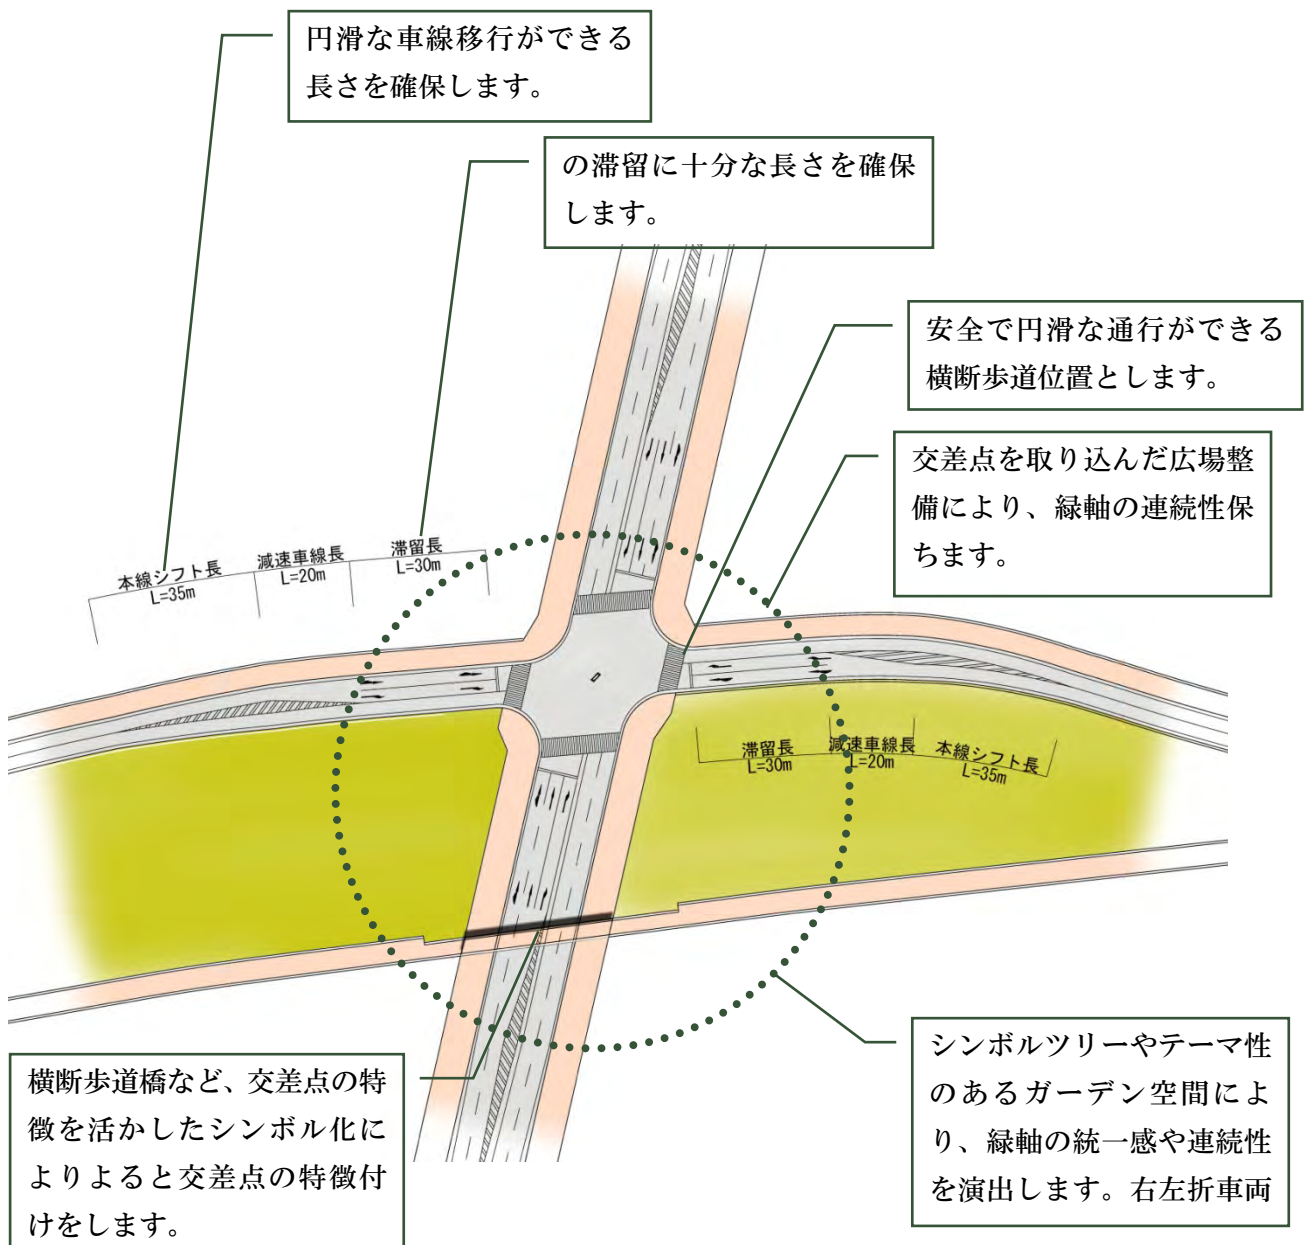 円滑な車線移行ができる
長さを確保します。
の滞留に十分な長さを確保
します。
安全で円滑な通行ができる
横断歩道位置とします。
交差点を取り込んだ広場整
備により、緑軸の連続性保
ちます。
本線シフト長
L=35m
減速車線長
L=20m
滞留長
L=30m
滞留長
L=30m
減速車線長
L=20m
本線シフト長
L=35m
横断歩道橋など、交差点の特
徴を活かしたシンボル化に
よりよると交差点の特徴付
けをします。
シンボルツリーやテーマ性
のあるガーデン空間によ
り、緑軸の統一感や連続性
を演出します。右左折車両